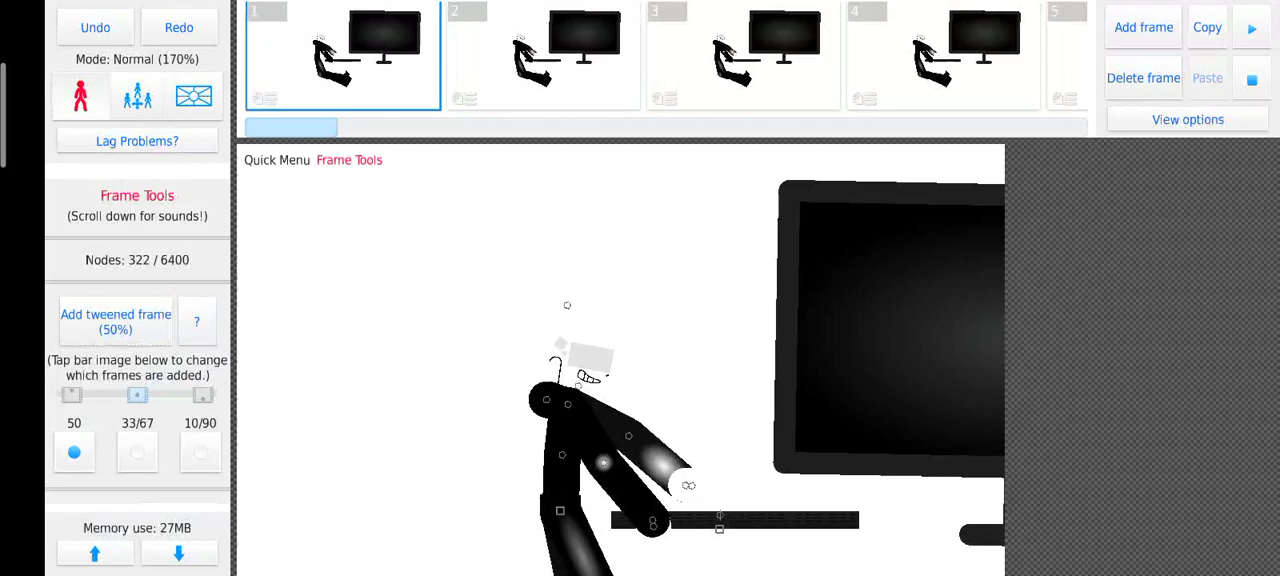 Undo
Redo
Mode: Normal (170%)
Lag Problems?
Frame Tools
(Scroll down for sounds!)
Nodes: 322 / 6400
Add tweened frame
(50%)
?
(Tap bar image below to change
which frames are added.)
50
33/67
10/90
Memory use: 27MB
1
2
3
4
5
Add frame
Copy
Delete frame
Paste
View options
Quick Menu
Frame Tools